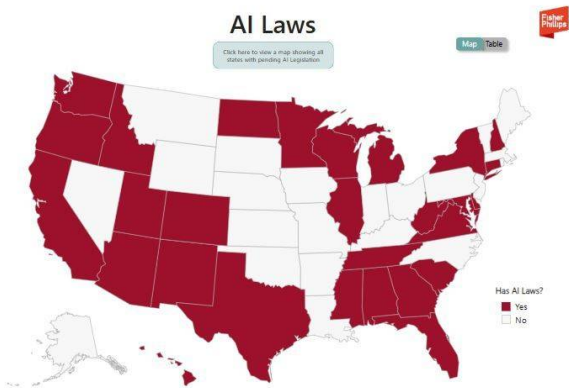 AI Laws
Fisher
Phillips
Click here to view a map showing all
states with pending AI Legislation
Map
Table
Has AI Laws?
Yes
No